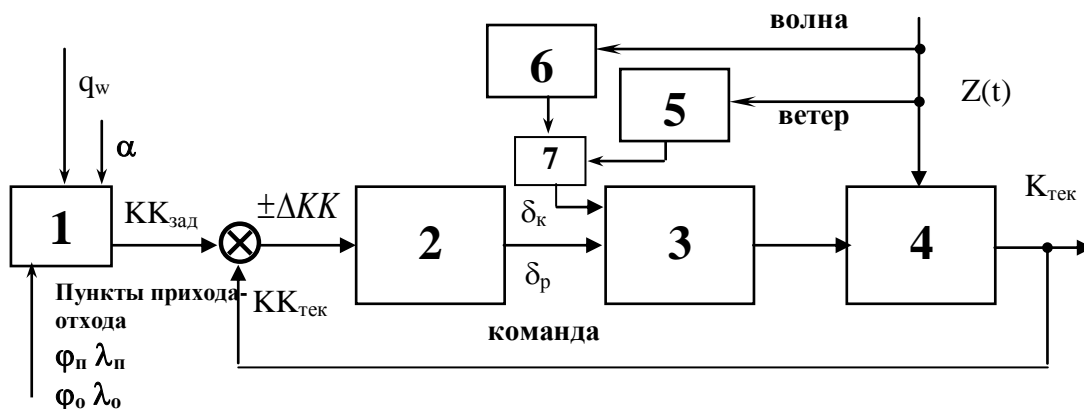 волна
6
q_w
5
Z(t)
ветер
α
7
K_тек
KK_зад
±ΔKK
δ_к
1
2
3
4
δ_р
Пункты прихода-
отхода
KK_тек
команда
φ_п λ_п
φ_о λ_о